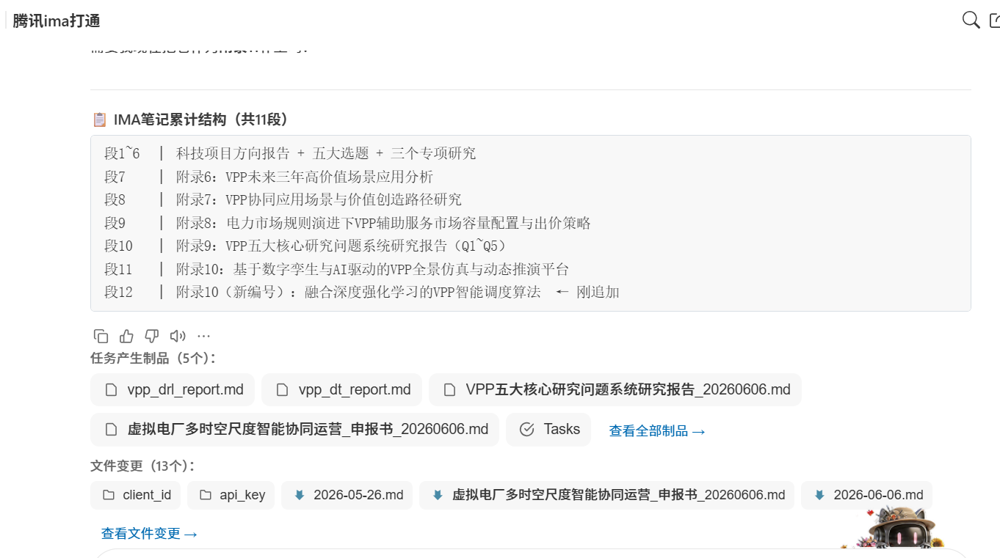 腾讯ima打通
IMA笔记累计结构（共11段）
段1~6 | 科技项目方向报告 + 五大选题 + 三个专项研究
段7 | 附录6：VPP未来三年高价值场景应用分析
段8 | 附录7：VPP协同应用场景与价值创造路径研究
段9 | 附录8：电力市场规则演进下VPP辅助服务市场容量配置与出价策略
段10 | 附录9：VPP五大核心研究问题系统研究报告（Q1~Q5）
段11 | 附录10：基于数字孪生与AI驱动的VPP全景仿真与动态推演平台
段12 | 附录10（新编号）：融合深度强化学习的VPP智能调度算法 ← 刚追加
任务产生制品（5个）：
vpp_drl_report.md vpp_dt_report.md VPP五大核心研究问题系统研究报告_20260606.md
虚拟电厂多时空尺度智能协同运营_申报书_20260606.md Tasks 查看全部制品 →
文件变更（13个）：
client_id api_key 2026-05-26.md 虚拟电厂多时空尺度智能协同运营_申报书_20260606.md 2026-06-06.md
查看文件变更 →